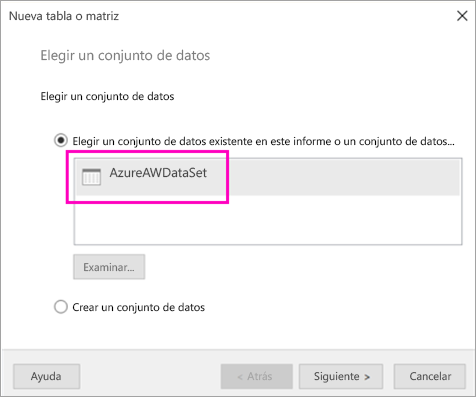 Nueva tabla o matriz
Elegir un conjunto de datos
Elegir un conjunto de datos
Elegir un conjunto de datos existente en este informe o un conjunto de datos...
AzureAWDataSet
Examinar...
Crear un conjunto de datos
Ayuda
< Atrás
Siguiente >
Cancelar